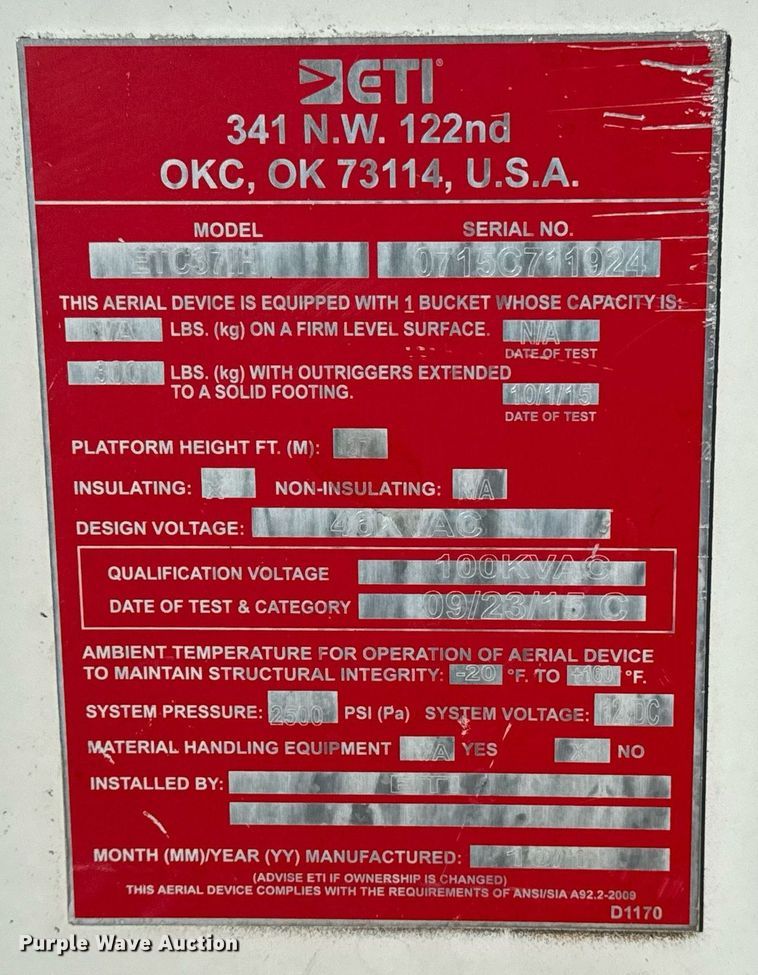 ETI®
341 N.W. 122nd
OKC, OK 73114, U.S.A.
MODEL SERIAL NO.
ETC37IH 0715C711924
THIS AERIAL DEVICE IS EQUIPPED WITH 1 BUCKET WHOSE CAPACITY IS:
N/A LBS. (kg) ON A FIRM LEVEL SURFACE. N/A
DATE OF TEST
300 LBS. (kg) WITH OUTRIGGERS EXTENDED
TO A SOLID FOOTING. 10/1/15
DATE OF TEST
PLATFORM HEIGHT FT. (M): 37
INSULATING: X NON-INSULATING: NA
DESIGN VOLTAGE: 46KVAC
QUALIFICATION VOLTAGE 100KVAC
DATE OF TEST & CATEGORY 09/23/15 C
AMBIENT TEMPERATURE FOR OPERATION OF AERIAL DEVICE
TO MAINTAIN STRUCTURAL INTEGRITY: -20 °F. TO +160 °F.
SYSTEM PRESSURE: 2500 PSI (Pa) SYSTEM VOLTAGE: 12 DC
MATERIAL HANDLING EQUIPMENT NA YES X NO
INSTALLED BY: ETI
MONTH (MM)/YEAR (YY) MANUFACTURED:
(ADVISE ETI IF OWNERSHIP IS CHANGED)
THIS AERIAL DEVICE COMPLIES WITH THE REQUIREMENTS OF ANSI/SIA A92.2-2009
D1170
Purple Wave Auction